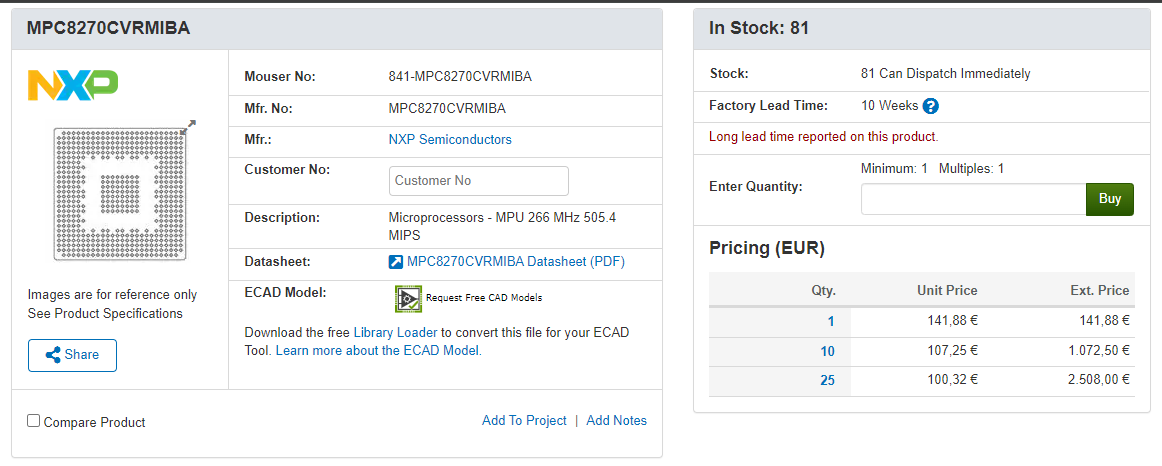 MPC8270CVRMIBA
NXP
Images are for reference only
See Product Specifications
Share
Mouser No: 841-MPC8270CVRMIBA
Mfr. No: MPC8270CVRMIBA
Mfr.: NXP Semiconductors
Customer No: Customer No
Description: Microprocessors - MPU 266 MHz 505.4
MIPS
Datasheet: MPC8270CVRMIBA Datasheet (PDF)
ECAD Model: Request Free CAD Models
Download the free Library Loader to convert this file for your ECAD
Tool. Learn more about the ECAD Model.
Compare Product
Add To Project | Add Notes
In Stock: 81
Stock: 81 Can Dispatch Immediately
Factory Lead Time: 10 Weeks ?
Long lead time reported on this product.
Minimum: 1 Multiples: 1
Enter Quantity: Buy
Pricing (EUR)
Qty. Unit Price Ext. Price
1 141,88 € 141,88 €
10 107,25 € 1.072,50 €
25 100,32 € 2.508,00 €